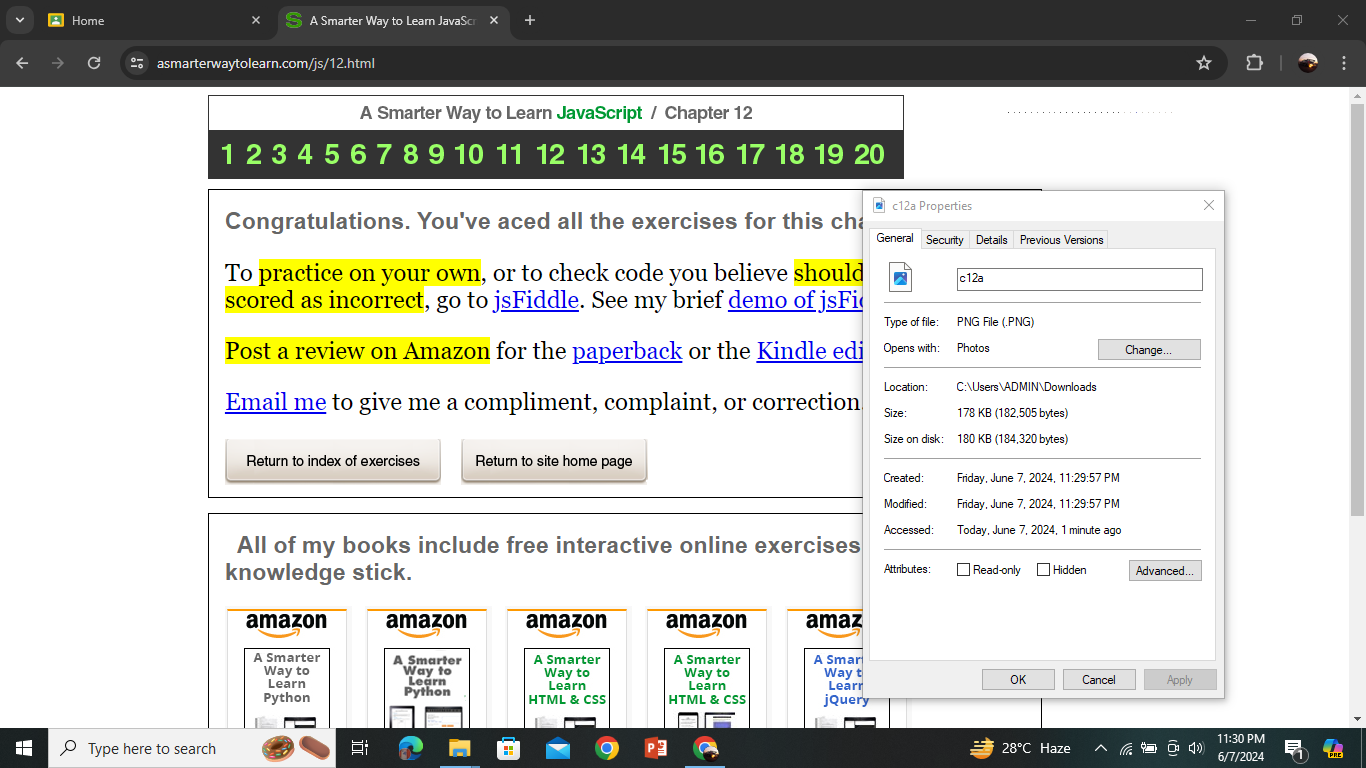 Home
A Smarter Way to Learn JavaScr
asmarterwaytolearn.com/js/12.html
A Smarter Way to Learn JavaScript / Chapter 12
1 2 3 4 5 6 7 8 9 10 11 12 13 14 15 16 17 18 19 20
Congratulations. You've aced all the exercises for this cha
To practice on your own, or to check code you believe should
scored as incorrect, go to jsFiddle. See my brief demo of jsFid
Post a review on Amazon for the paperback or the Kindle edi
Email me to give me a compliment, complaint, or correction.
Return to index of exercises Return to site home page
All of my books include free interactive online exercises
knowledge stick.
amazon amazon amazon amazon amazon
A Smarter
Way to
Learn
Python
A Smarter
Way to
Learn
Python
A Smarter
Way to
Learn
HTML & CSS
A Smarter
Way to
Learn
HTML & CSS
A Smart
Way to
Learn
jQuery
c12a Properties
General Security Details Previous Versions
c12a
Type of file: PNG File (.PNG)
Opens with: Photos Change...
Location: C:\Users\ADMIN\Downloads
Size: 178 KB (182,505 bytes)
Size on disk: 180 KB (184,320 bytes)
Created: Friday, June 7, 2024, 11:29:57 PM
Modified: Friday, June 7, 2024, 11:29:57 PM
Accessed: Today, June 7, 2024, 1 minute ago
Attributes: Read-only Hidden Advanced...
OK Cancel Apply
Type here to search
28°C Haze
11:30 PM
6/7/2024
1
PRE